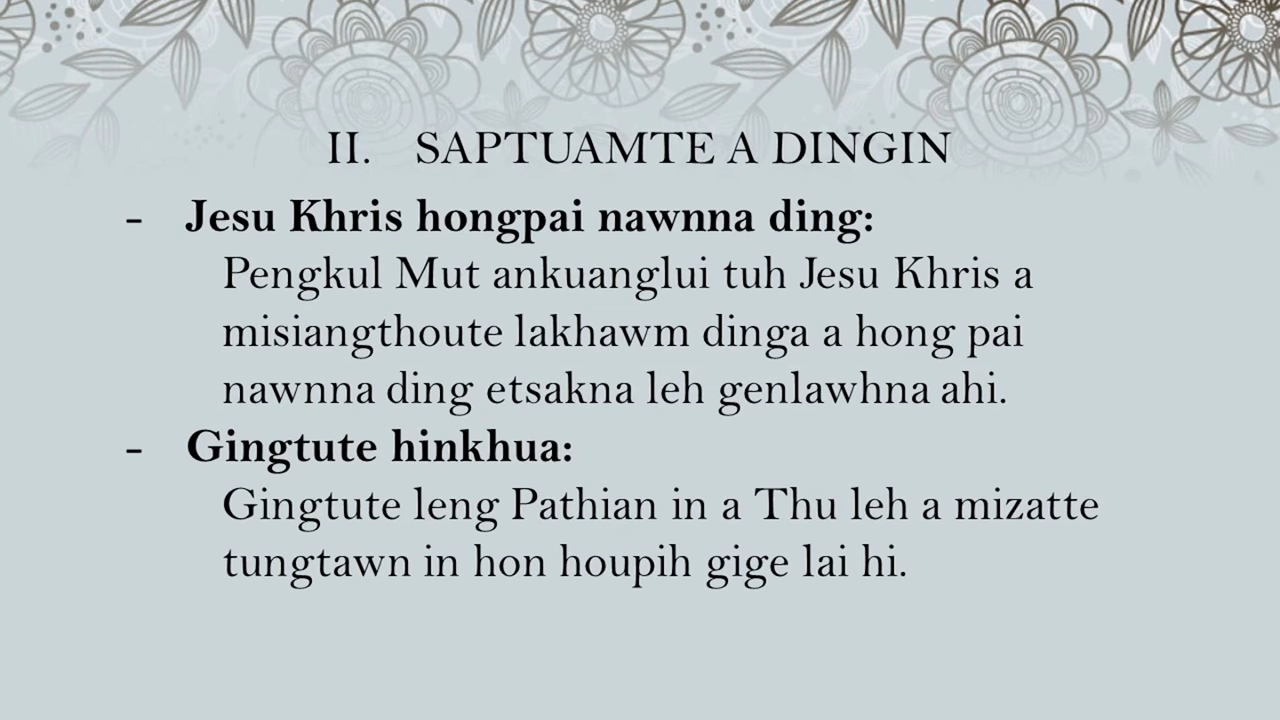 II. SAPTUAMTE A DINGIN
- Jesu Khris hongpai nawnna ding:
Pengkul Mut ankuanglui tuh Jesu Khris a
misiangthoute lakhawm dinga a hong pai
nawnna ding etsakna leh genlawhna ahi.
- Gingtute hinkhua:
Gingtute leng Pathian in a Thu leh a mizatte
tungtawn in hon houpih gige lai hi.